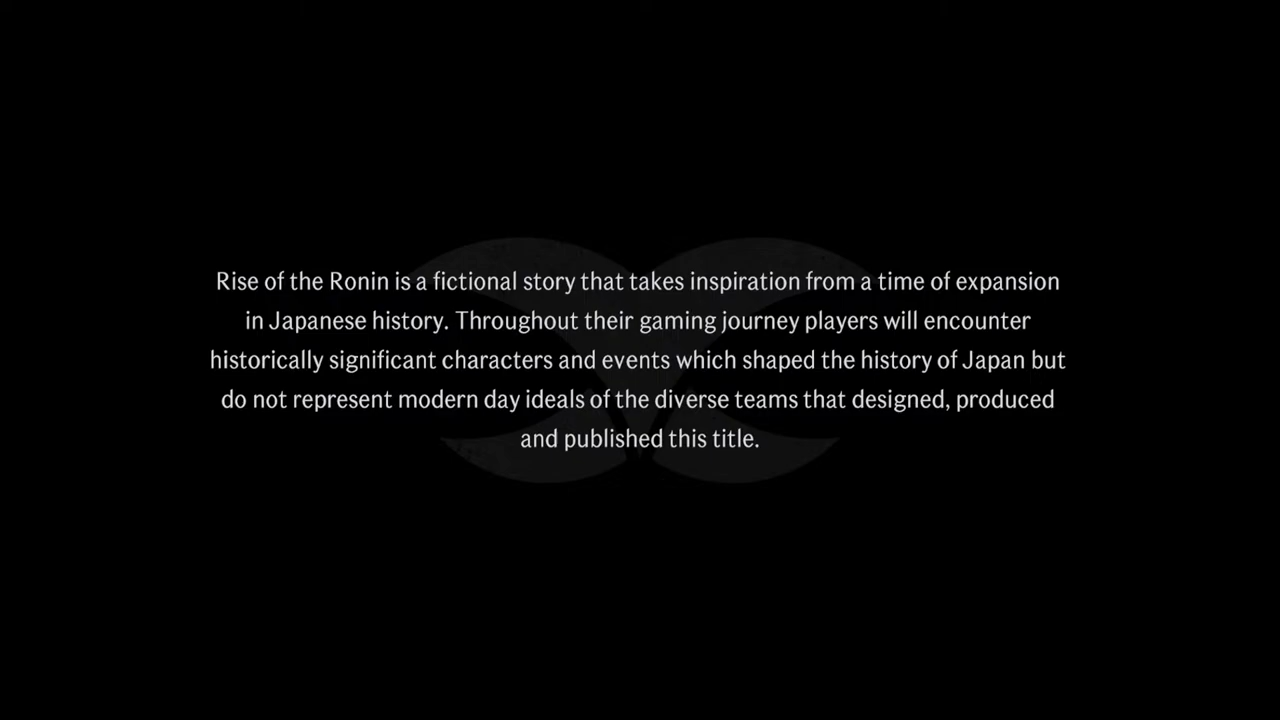 Rise of the Ronin is a fictional story that takes inspiration from a time of expansion
in Japanese history. Throughout their gaming journey players will encounter
historically significant characters and events which shaped the history of Japan but
do not represent modern day ideals of the diverse teams that designed, produced
and published this title.